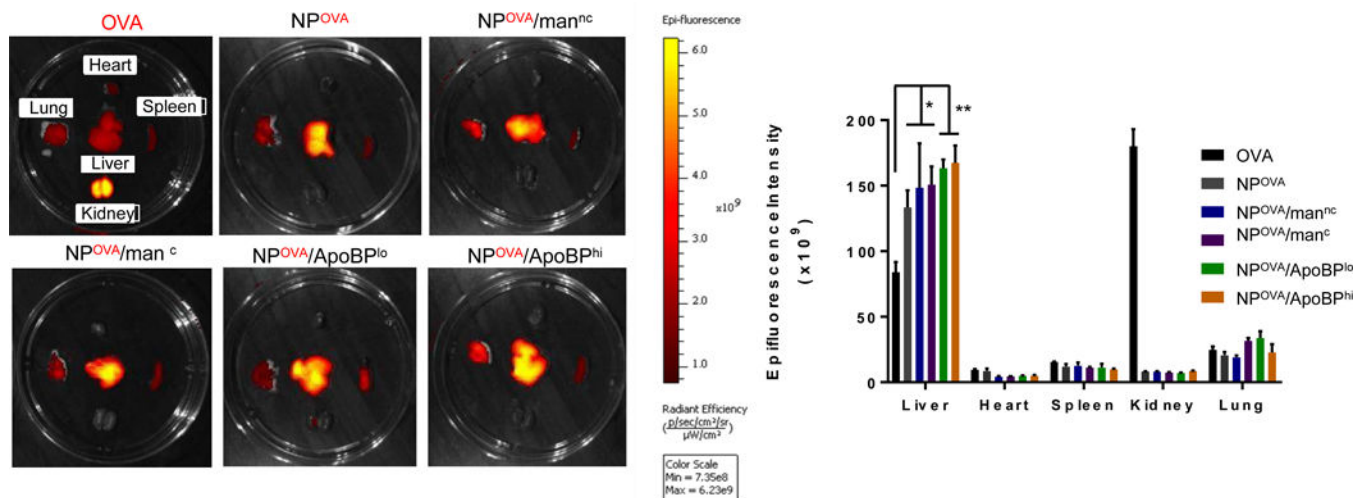 OVA
NPᴼⱽᴬ
NPᴼⱽᴬ/manⁿᶜ
Heart
Lung
Spleen
Liver
Kidney
NPᴼⱽᴬ/man ᶜ
NPᴼⱽᴬ/ApoBPˡᵒ
NPᴼⱽᴬ/ApoBPʰⁱ
Epi-fluorescence
6.0
5.0
4.0
x10⁹
3.0
2.0
1.0
Radiant Efficiency
(p/sec/cm²/sr
µW/cm²)
Color Scale
Min = 7.35e8
Max = 6.23e9
Epifluorescence Intensity
(x10⁹)
200
150
100
50
0
*
**
Liver
Heart
Spleen
Kidney
Lung
OVA
NPᴼⱽᴬ
NPᴼⱽᴬ/manⁿᶜ
NPᴼⱽᴬ/manᶜ
NPᴼⱽᴬ/ApoBPˡᵒ
NPᴼⱽᴬ/ApoBPʰⁱ